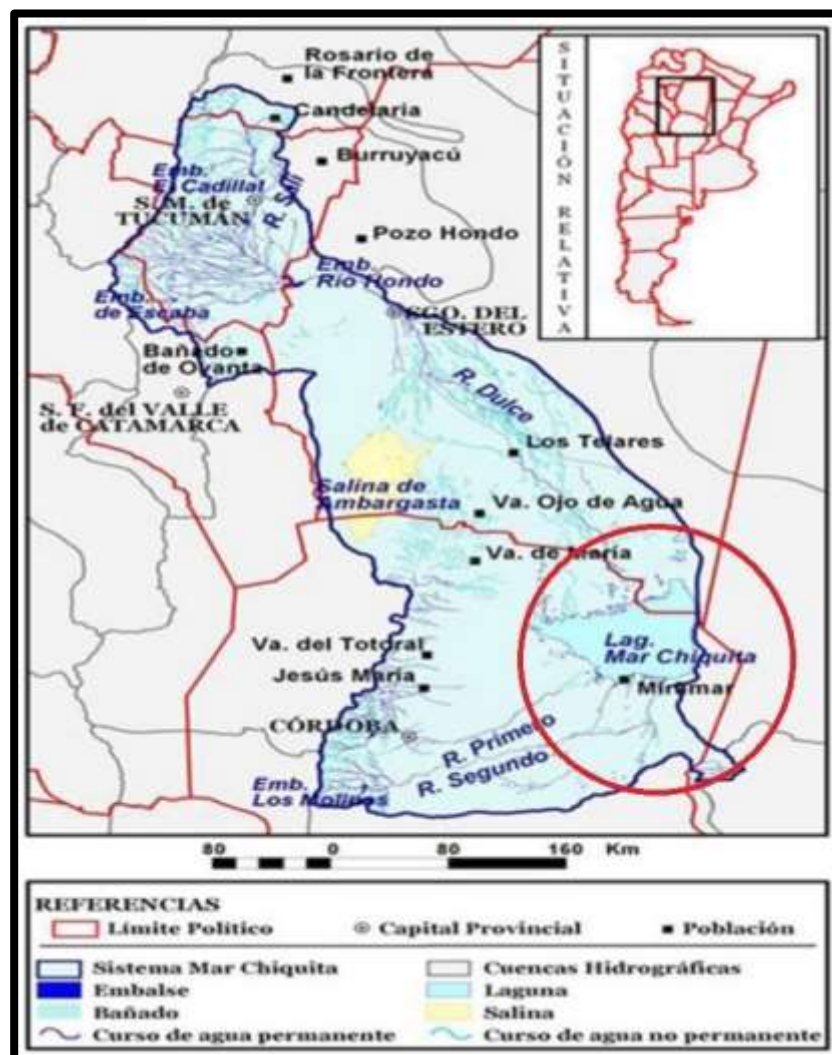 Rosario de
la Frontera
Candelaria
Burruyacú
Emb.
El Cadillal
S. M. de
TUCUMÁN
R. Salí
Pozo Hondo
Emb.
Río Hondo
Emb.
de Escaba
SGO. DEL
ESTERO
Bañado
de Ovanta
R. Dulce
S. F. del VALLE
de CATAMARCA
Los Telares
Salina de
Ambargasta
Va. Ojo de Agua
Va. de María
Va. del Totoral
Lag.
Mar Chiquita
Jesús María
Miramar
CÓRDOBA
R. Primero
R. Segundo
Emb.
Los Molinos
SITUACIÓN RELATIVA
80 0 80 160 Km
REFERENCIAS
Límite Político Capital Provincial Población
Sistema Mar Chiquita Cuencas Hidrográficas
Embalse Laguna
Bañado Salina
Curso de agua permanente Curso de agua no permanente